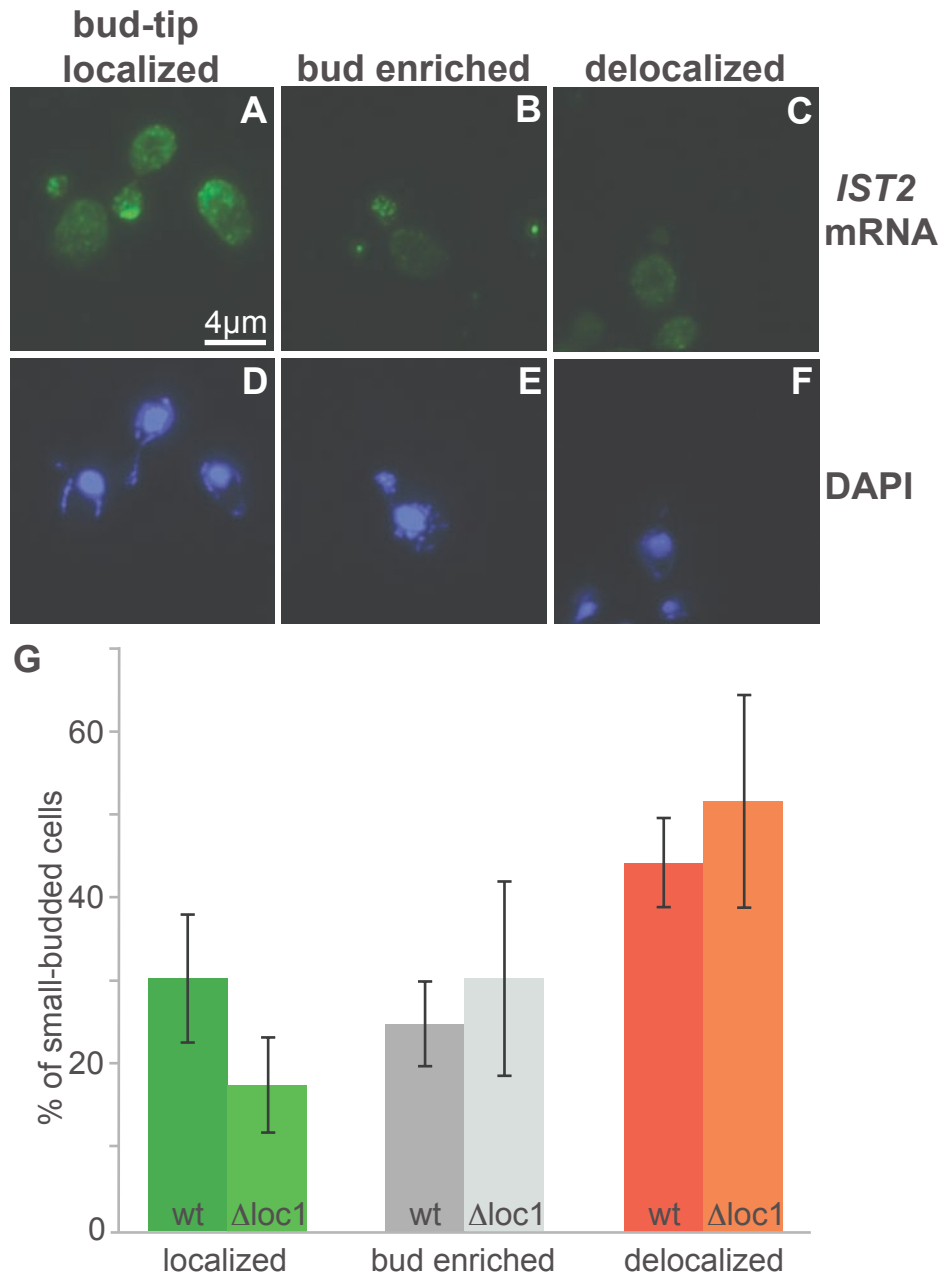 bud-tip
localized
bud enriched
delocalized
A
B
C
IST2
mRNA
4µm
D
E
F
DAPI
G
% of small-budded cells
60
40
20
0
wt
Δloc1
wt
Δloc1
wt
Δloc1
localized
bud enriched
delocalized